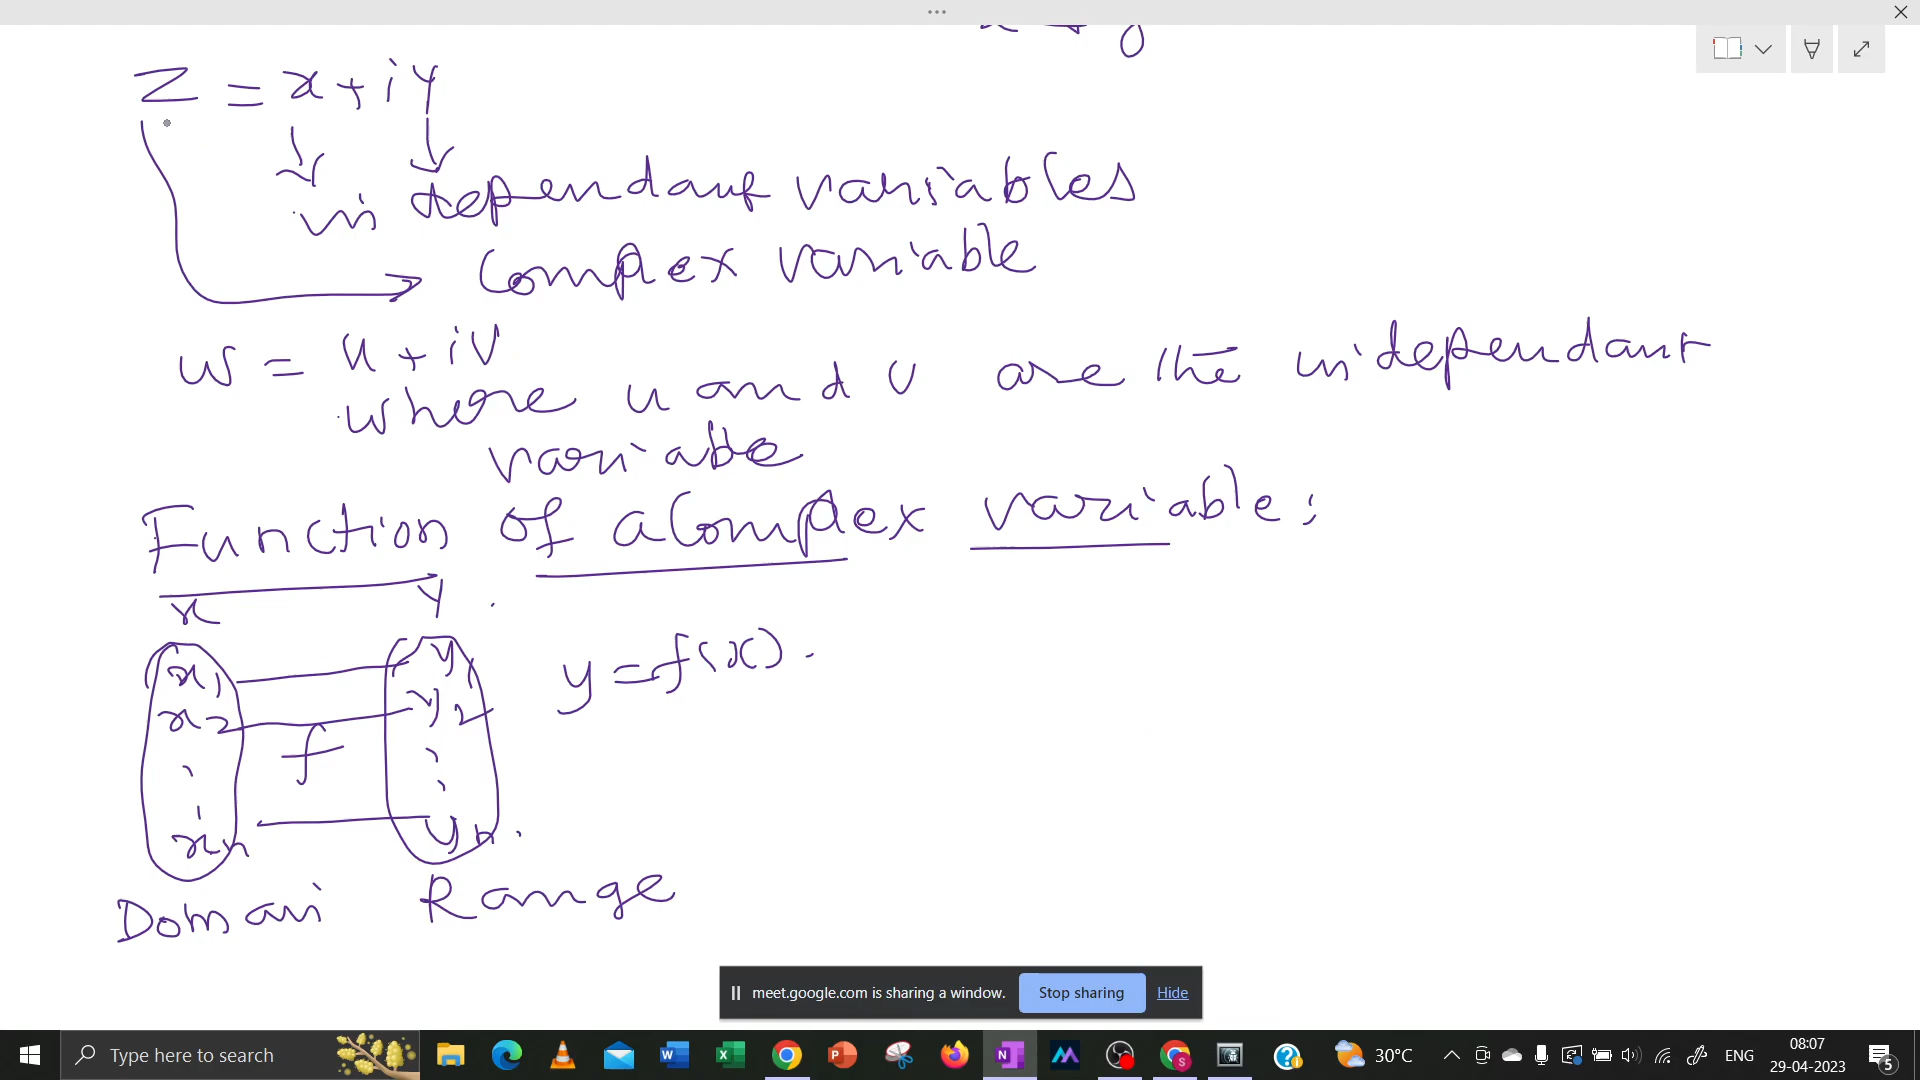 Z = x + iy
independant variables
complex variable
w = u + iv
where u and v are the independant
variable
Function of a Complex variable:
x y
x1 y1
y = f(x).
x2 y2
f
xn yn.
Domain Range
meet.google.com is sharing a window. Stop sharing Hide
Type here to search
30°C
ENG
08:07
29-04-2023
5